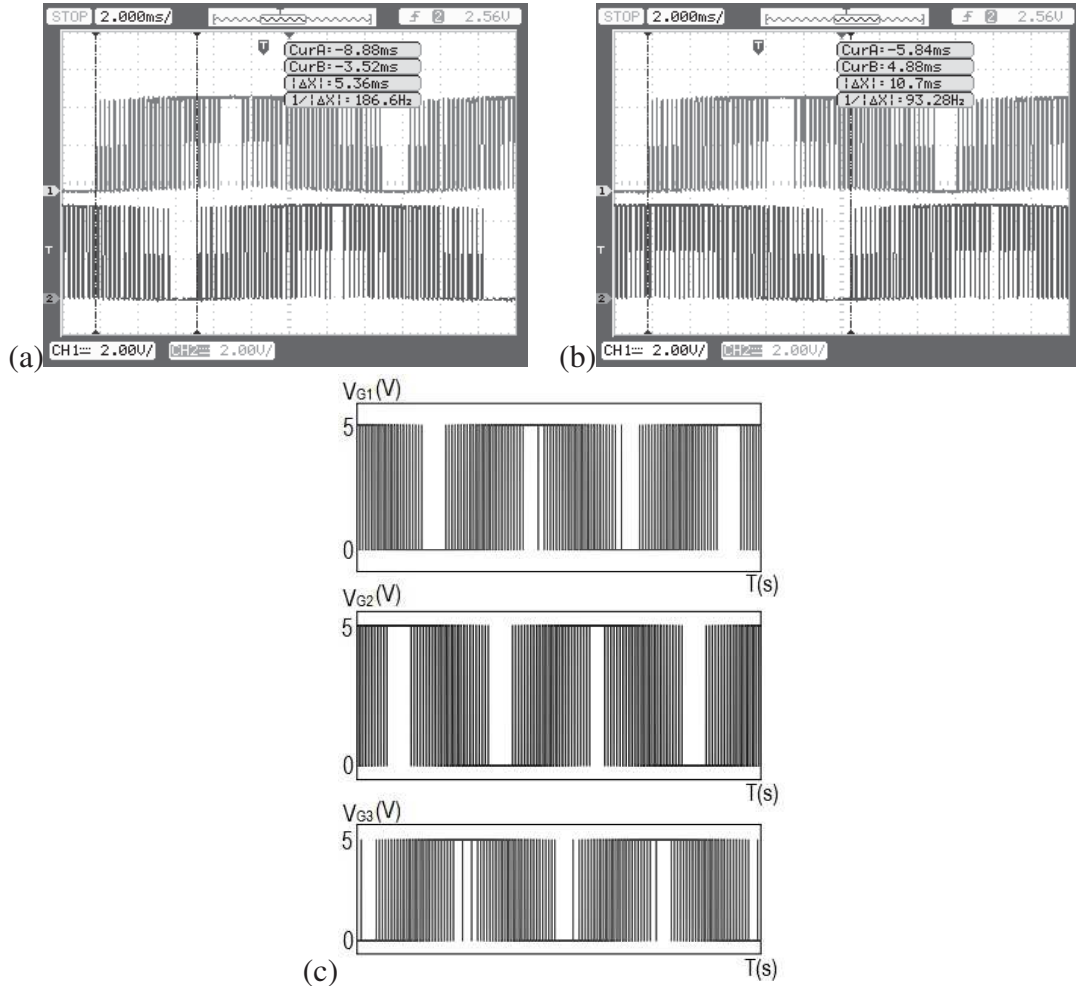 STOP 2.000ms/ 2 2.56V
T
CurA:-8.88ms
CurB:-3.52ms
|ΔX|:5.36ms
1/|ΔX|:186.6Hz
1
T
2
CH1 2.00V/ CH2 2.00V/
(a)
STOP 2.000ms/ 2 2.56V
T
CurA:-5.84ms
CurB:4.88ms
|ΔX|:10.7ms
1/|ΔX|:93.28Hz
1
T
2
CH1 2.00V/ CH2 2.00V/
(b)
VG1(V)
5
0
T(s)
VG2(V)
5
0
T(s)
VG3(V)
5
0
T(s)
(c)